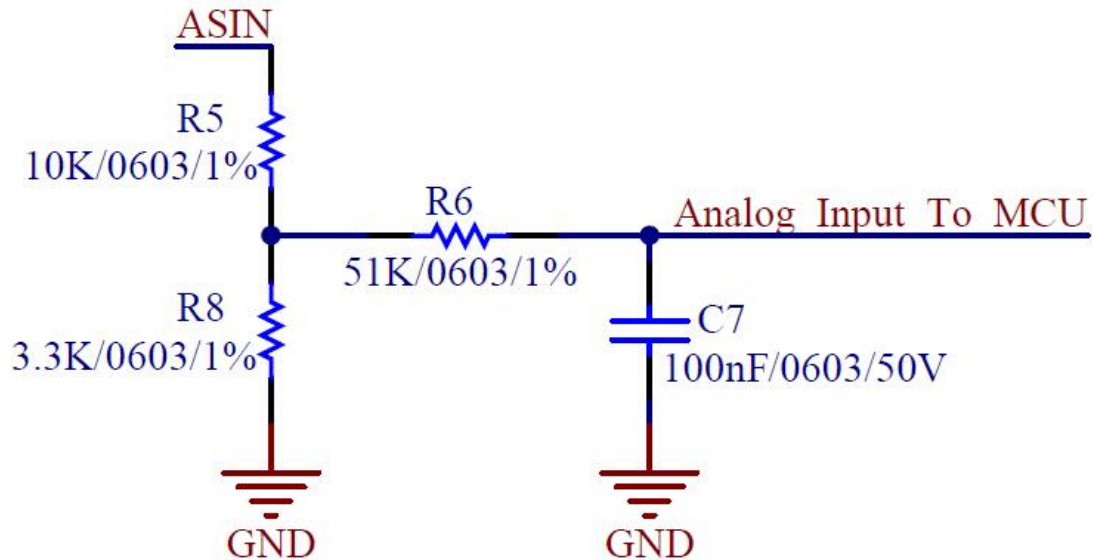 ASIN
R5
10K/0603/1%
R6
Analog Input To MCU
51K/0603/1%
R8
3.3K/0603/1%
C7
100nF/0603/50V
GND
GND